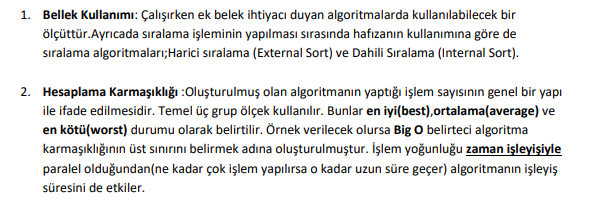 1. Bellek Kullanımı: Çalışırken ek belek ihtiyacı duyan algoritmalarda kullanılabilecek bir
ölçüttür.Ayrıcada sıralama işleminin yapılması sırasında hafızanın kullanımına göre de
sıralama algoritmaları;Harici sıralama (External Sort) ve Dahili Sıralama (Internal Sort).
2. Hesaplama Karmaşıklığı :Oluşturulmuş olan algoritmanın yaptığı işlem sayısının genel bir yapı
ile ifade edilmesidir. Temel üç grup ölçek kullanılır. Bunlar en iyi(best),ortalama(average) ve
en kötü(worst) durumu olarak belirtilir. Örnek verilecek olursa Big O belirteci algoritma
karmaşıklığının üst sınırını belirmek adına oluşturulmuştur. İşlem yoğunluğu zaman işleyişiyle
paralel olduğundan(ne kadar çok işlem yapılırsa o kadar uzun süre geçer) algoritmanın işleyiş
süresini de etkiler.